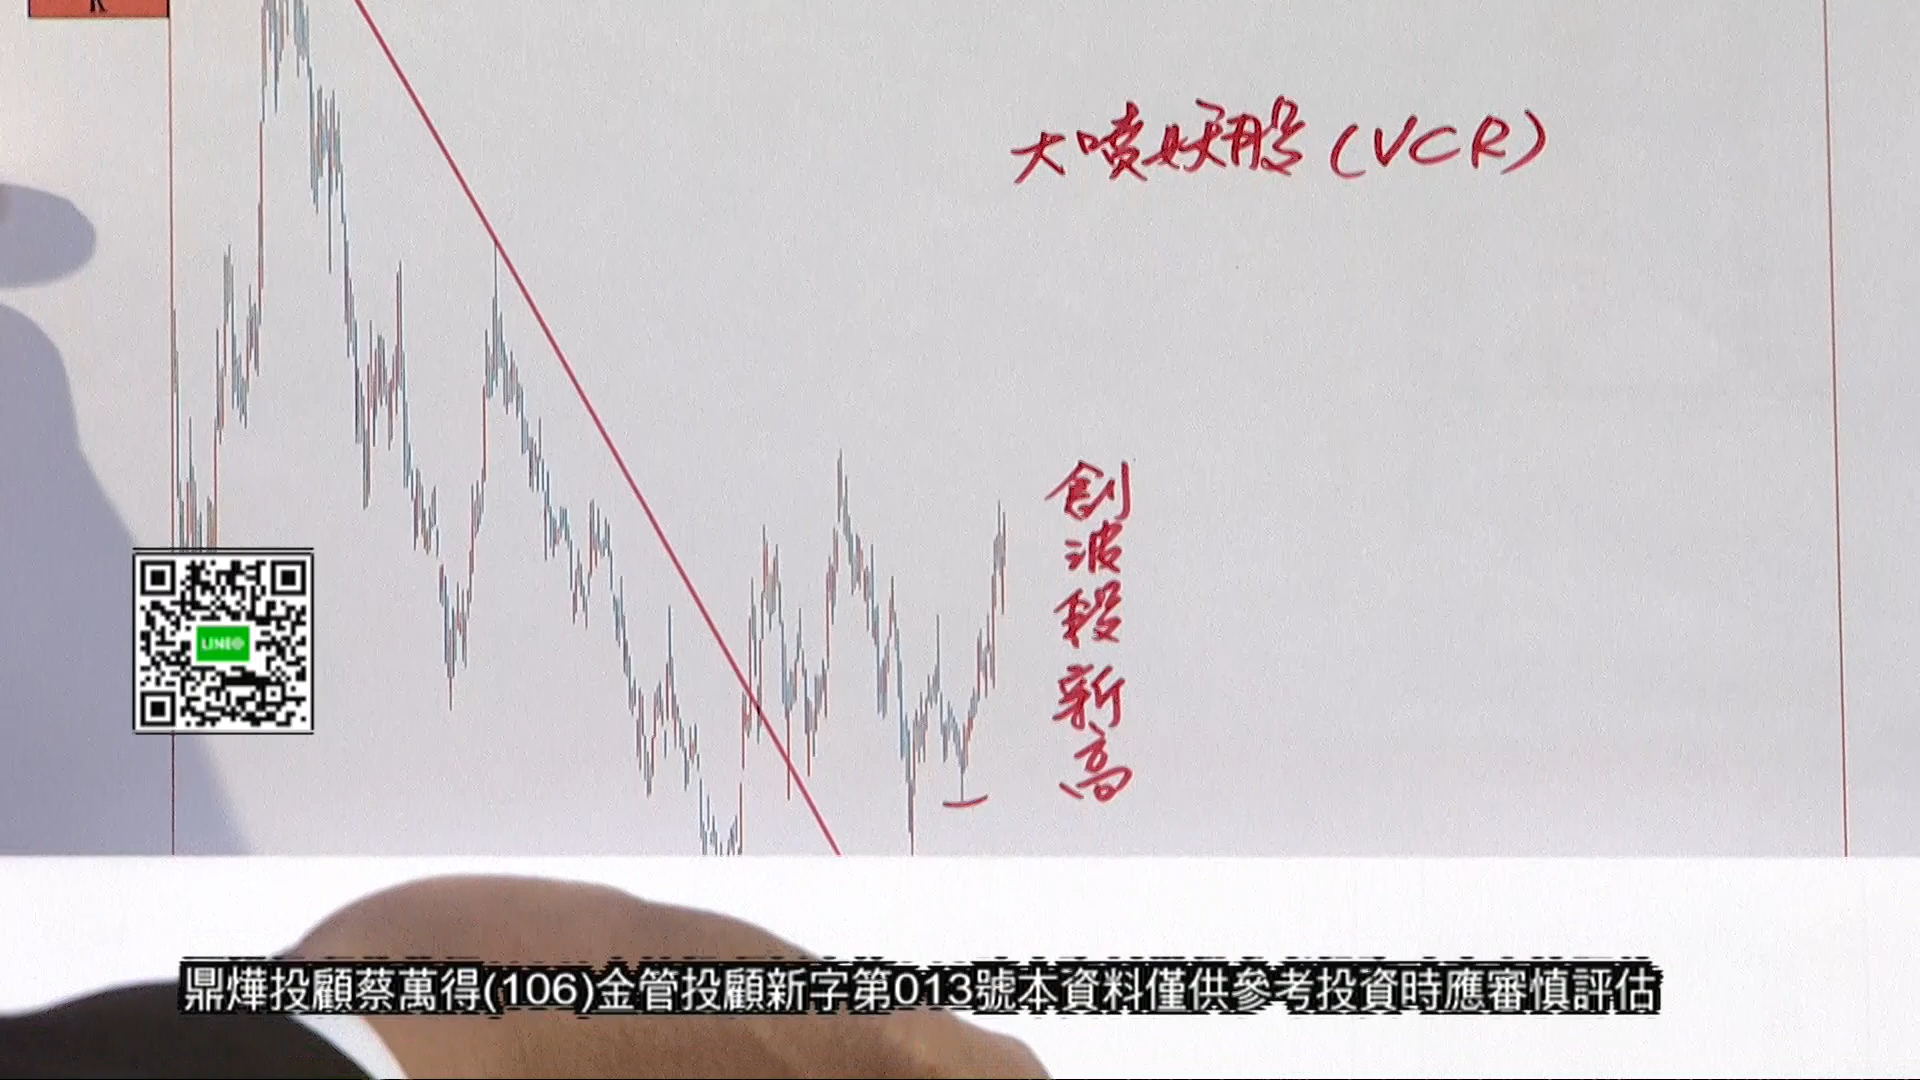 K
大噴妖股(VCR)
創波段新高
LINE@
鼎燁投顧蔡萬得(106)金管投顧新字第013號本資料僅供參考投資時應審慎評估